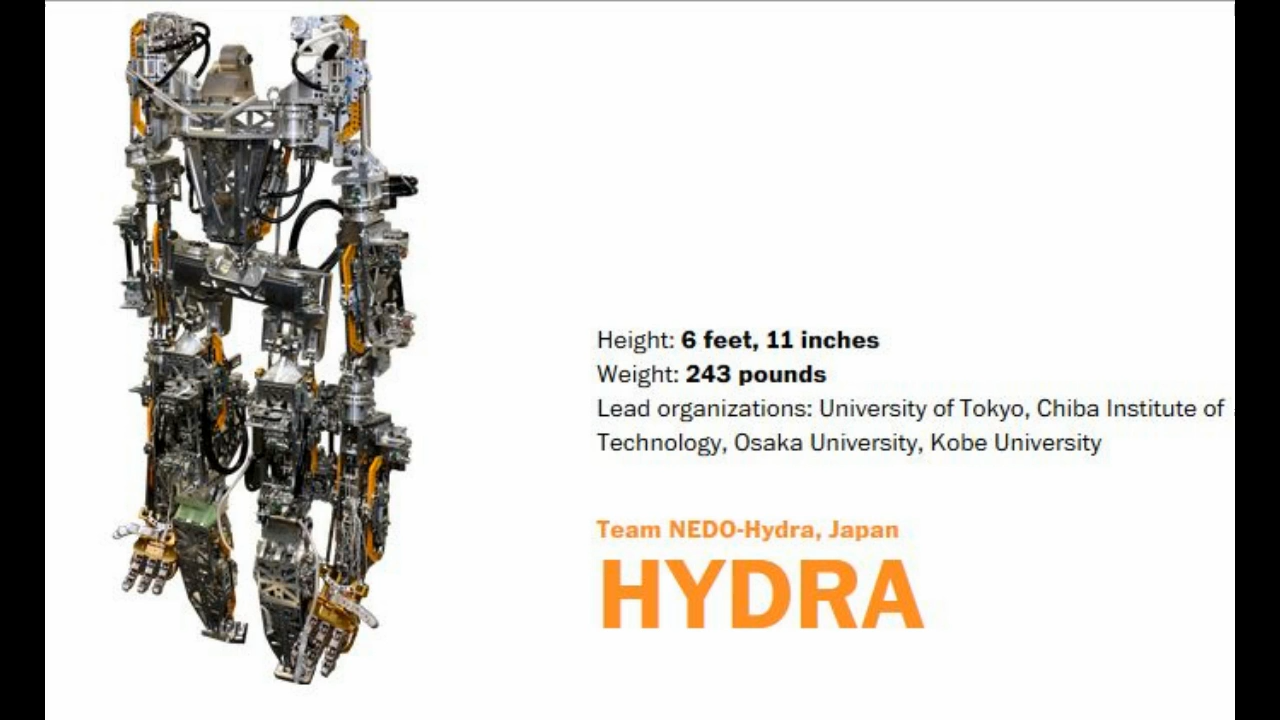 Height: 6 feet, 11 inches
Weight: 243 pounds
Lead organizations: University of Tokyo, Chiba Institute of
Technology, Osaka University, Kobe University
Team NEDO-Hydra, Japan
HYDRA